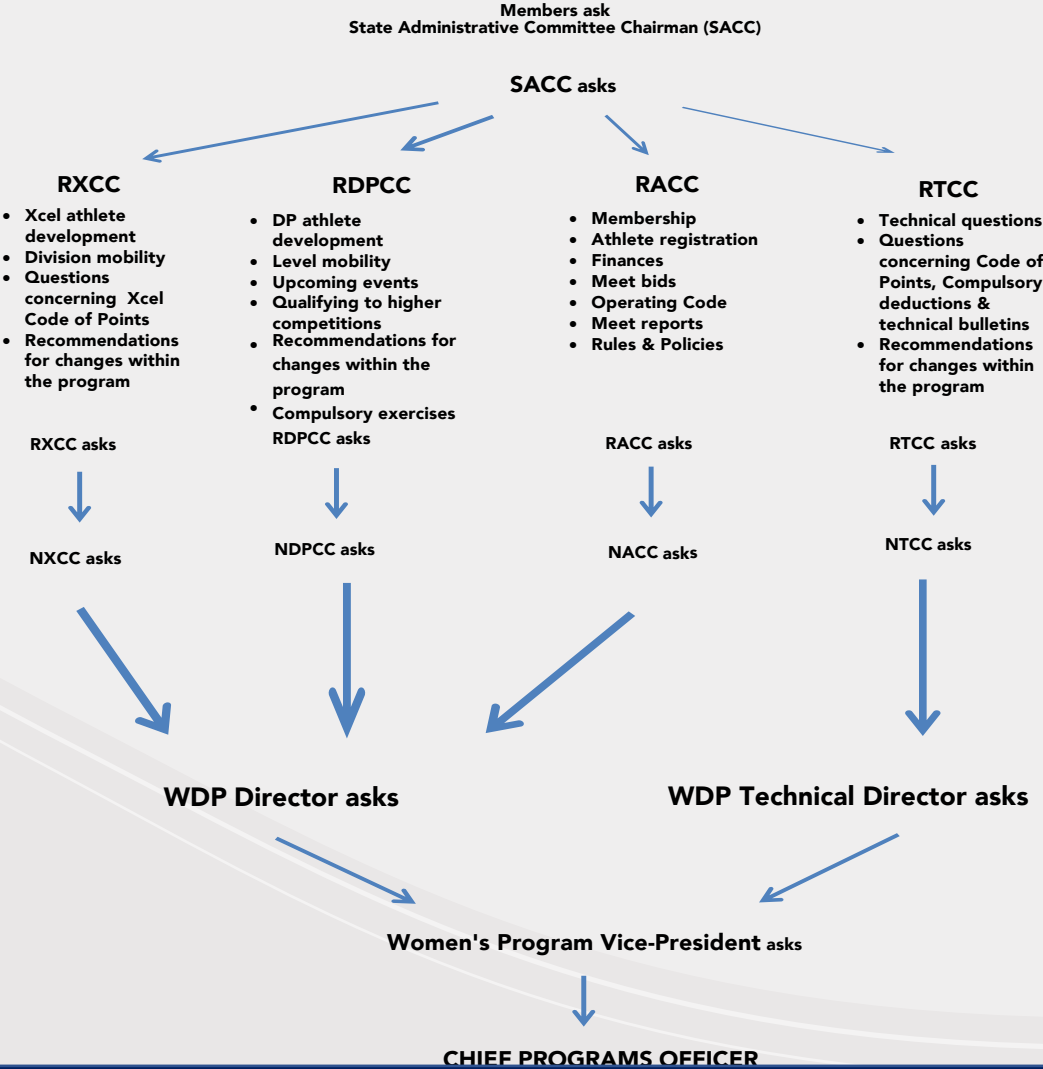 Members ask
State Administrative Committee Chairman (SACC)
SACC asks
RXCC
• Xcel athlete
development
• Division mobility
• Questions
concerning Xcel
Code of Points
• Recommendations
for changes within
the program
RDPCC
• DP athlete
development
• Level mobility
• Upcoming events
• Qualifying to higher
competitions
• Recommendations for
changes within the
program
• Compulsory exercises
RACC
• Membership
• Athlete registration
• Finances
• Meet bids
• Operating Code
• Meet reports
• Rules & Policies
RTCC
• Technical questions
• Questions
concerning Code of
Points, Compulsory
deductions &
technical bulletins
• Recommendations
for changes within
the program
RXCC asks
RDPCC asks
RACC asks
RTCC asks
NXCC asks
NDPCC asks
NACC asks
NTCC asks
WDP Director asks
WDP Technical Director asks
Women's Program Vice-President asks
CHIEF PROGRAMS OFFICER